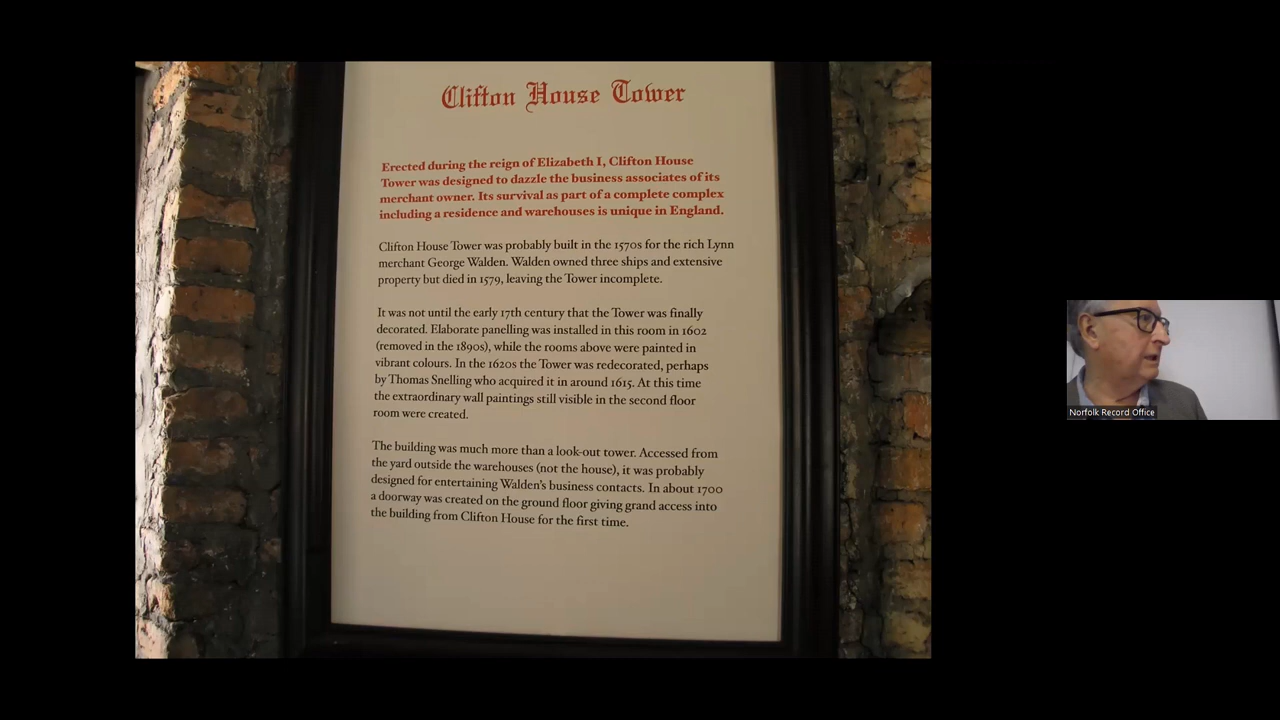 Clifton House Tower
Erected during the reign of Elizabeth I, Clifton House
Tower was designed to dazzle the business associates of its
merchant owner. Its survival as part of a complete complex
including a residence and warehouses is unique in England.
Clifton House Tower was probably built in the 1570s for the rich Lynn
merchant George Walden. Walden owned three ships and extensive
property but died in 1579, leaving the Tower incomplete.
It was not until the early 17th century that the Tower was finally
decorated. Elaborate panelling was installed in this room in 1602
(removed in the 1890s), while the rooms above were painted in
vibrant colours. In the 1620s the Tower was redecorated, perhaps
by Thomas Snelling who acquired it in around 1615. At this time
the extraordinary wall paintings still visible in the second floor
room were created.
The building was much more than a look-out tower. Accessed from
the yard outside the warehouses (not the house), it was probably
designed for entertaining Walden's business contacts. In about 1700
a doorway was created on the ground floor giving grand access into
the building from Clifton House for the first time.
Norfolk Record Office